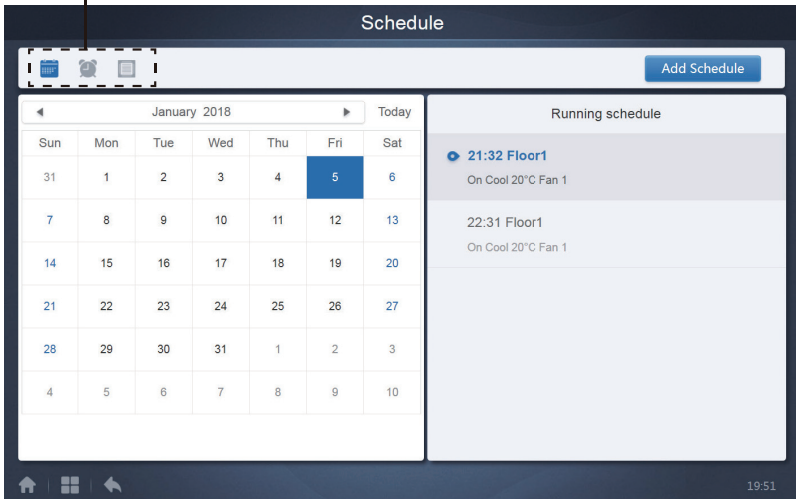 Schedule
Add Schedule
January 2018
Today
Sun Mon Tue Wed Thu Fri Sat
31 1 2 3 4 5 6
7 8 9 10 11 12 13
14 15 16 17 18 19 20
21 22 23 24 25 26 27
28 29 30 31 1 2 3
4 5 6 7 8 9 10
Running schedule
21:32 Floor1
On Cool 20°C Fan 1
22:31 Floor1
On Cool 20°C Fan 1
19:51